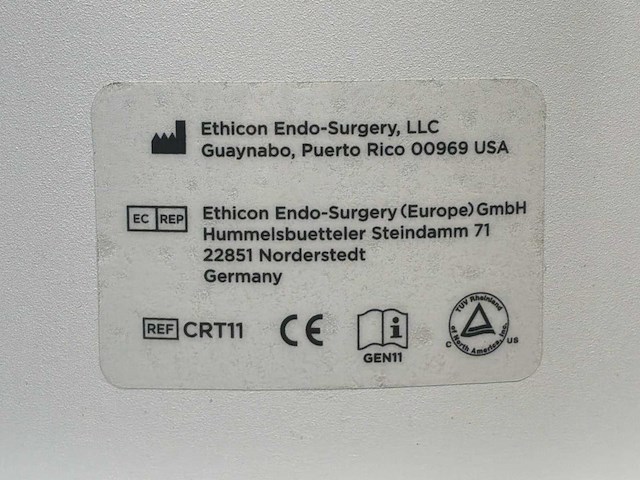 Ethicon Endo-Surgery, LLC
Guaynabo, Puerto Rico 00969 USA
EC REP
Ethicon Endo-Surgery (Europe) GmbH
Hummelsbuetteler Steindamm 71
22851 Norderstedt
Germany
REF CRT11
CE
i
GEN11
TÜV Rheinland
of North America, Inc.
C US